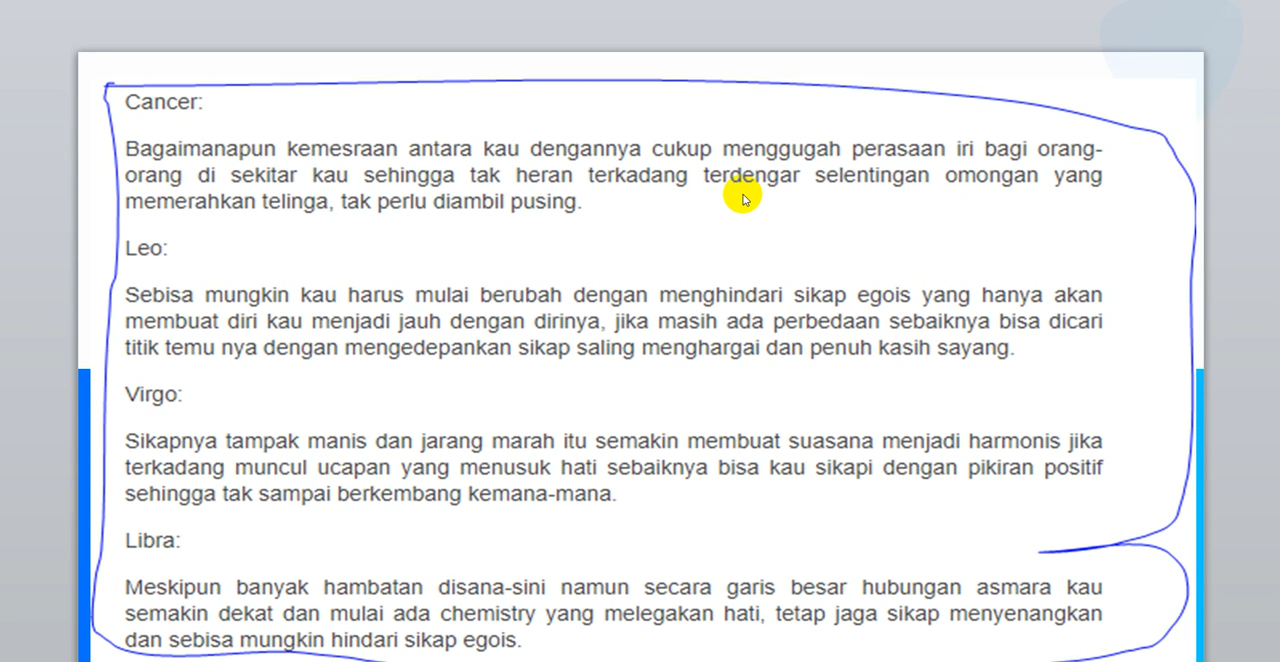 Cancer:
Bagaimanapun kemesraan antara kau dengannya cukup menggugah perasaan iri bagi orang-
orang di sekitar kau sehingga tak heran terkadang terdengar selentingan omongan yang
memerahkan telinga, tak perlu diambil pusing.
Leo:
Sebisa mungkin kau harus mulai berubah dengan menghindari sikap egois yang hanya akan
membuat diri kau menjadi jauh dengan dirinya, jika masih ada perbedaan sebaiknya bisa dicari
titik temu nya dengan mengedepankan sikap saling menghargai dan penuh kasih sayang.
Virgo:
Sikapnya tampak manis dan jarang marah itu semakin membuat suasana menjadi harmonis jika
terkadang muncul ucapan yang menusuk hati sebaiknya bisa kau sikapi dengan pikiran positif
sehingga tak sampai berkembang kemana-mana.
Libra:
Meskipun banyak hambatan disana-sini namun secara garis besar hubungan asmara kau
semakin dekat dan mulai ada chemistry yang melegakan hati, tetap jaga sikap menyenangkan
dan sebisa mungkin hindari sikap egois.